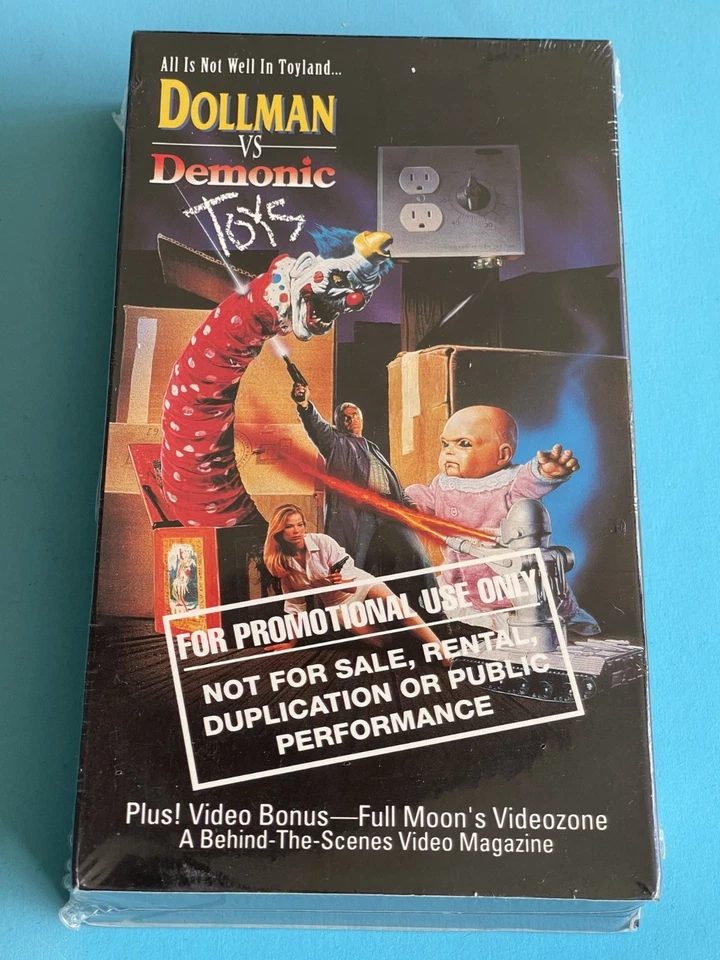 All Is Not Well In Toyland...
DOLLMAN
VS
Demonic
TOYS
FOR PROMOTIONAL USE ONLY
NOT FOR SALE, RENTAL,
DUPLICATION OR PUBLIC
PERFORMANCE
Plus! Video Bonus—Full Moon's Videozone
A Behind-The-Scenes Video Magazine